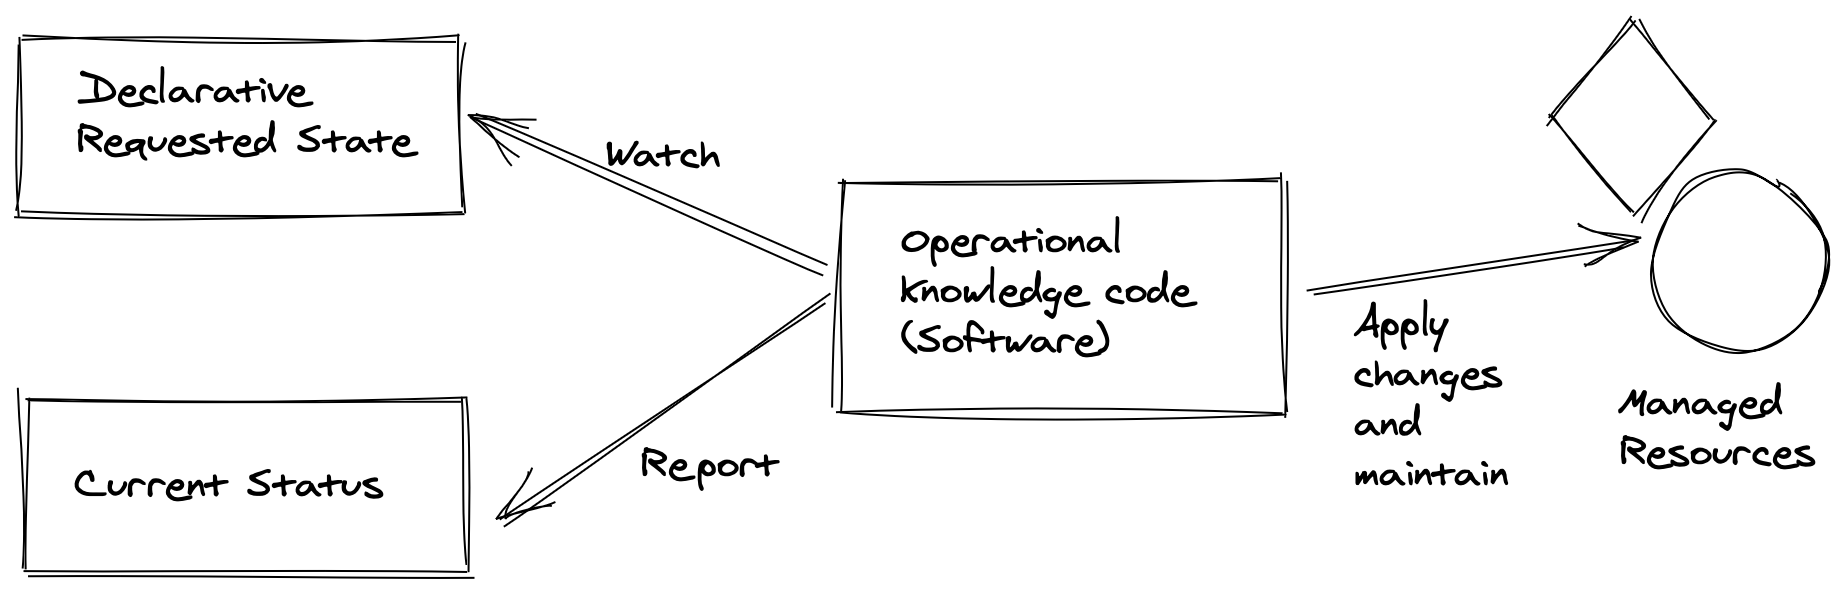 Declarative
Requested State
Watch
Operational
Knowledge code
(Software)
Apply
changes
and
maintain
Managed
Resources
Report
Current Status